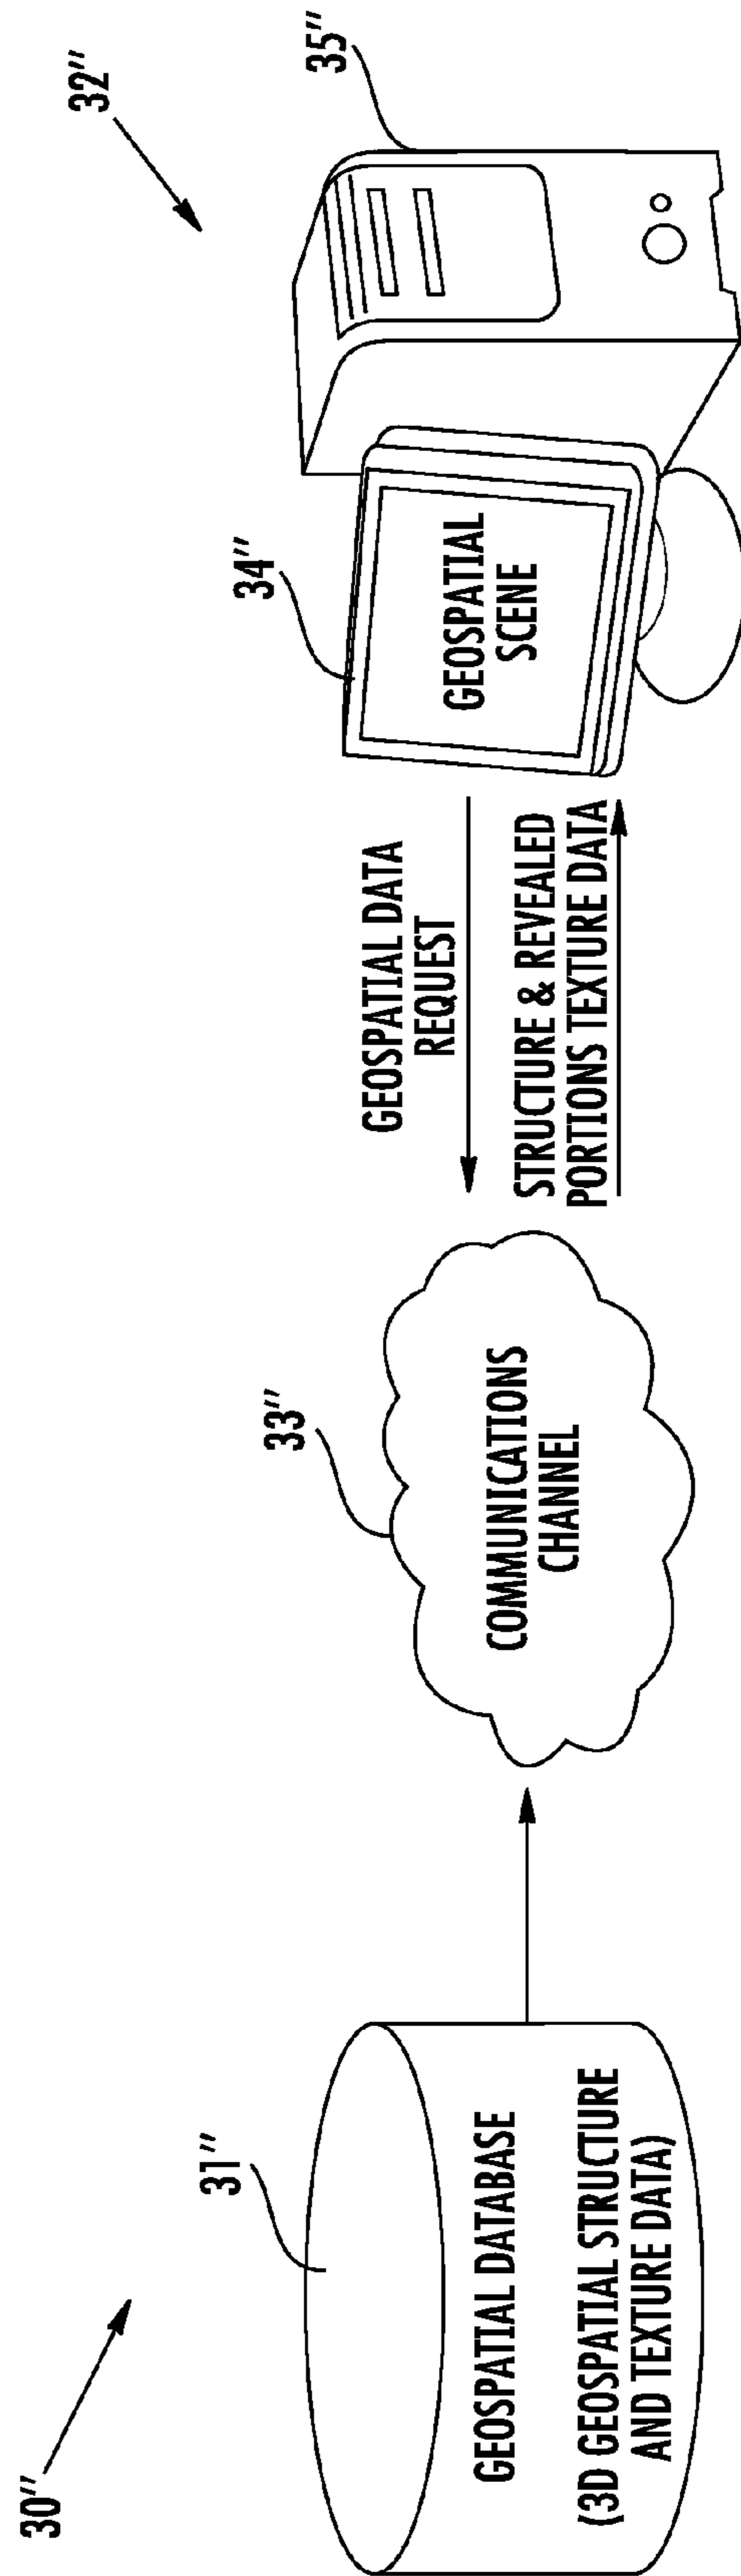 30″
31″
GEOSPATIAL DATABASE
(3D GEOSPATIAL STRUCTURE
AND TEXTURE DATA)
33″
COMMUNICATIONS
CHANNEL
GEOSPATIAL DATA
REQUEST
STRUCTURE & REVEALED
PORTIONS TEXTURE DATA
32″
34″
35″
GEOSPATIAL
SCENE